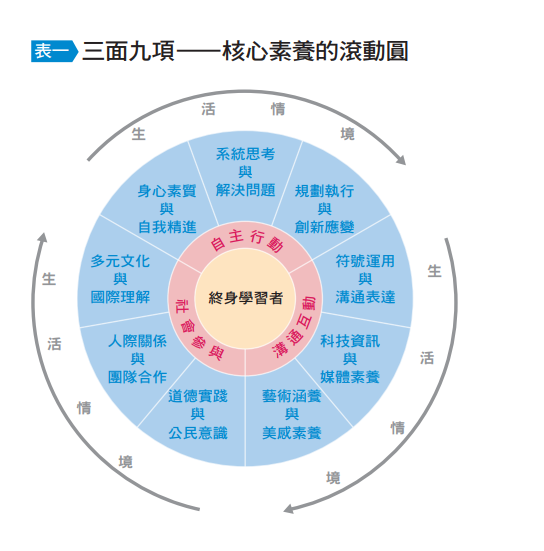 表一 三面九項——核心素養的滾動圓
生活情境
系統思考
與
解決問題
規劃執行
與
創新應變
符號運用
與
溝通表達
科技資訊
與
媒體素養
藝術涵養
與
美感素養
道德實踐
與
公民意識
人際關係
與
團隊合作
多元文化
與
國際理解
身心素質
與
自我精進
自主行動
溝通互動
社會參與
終身學習者
生活情境
生活情境